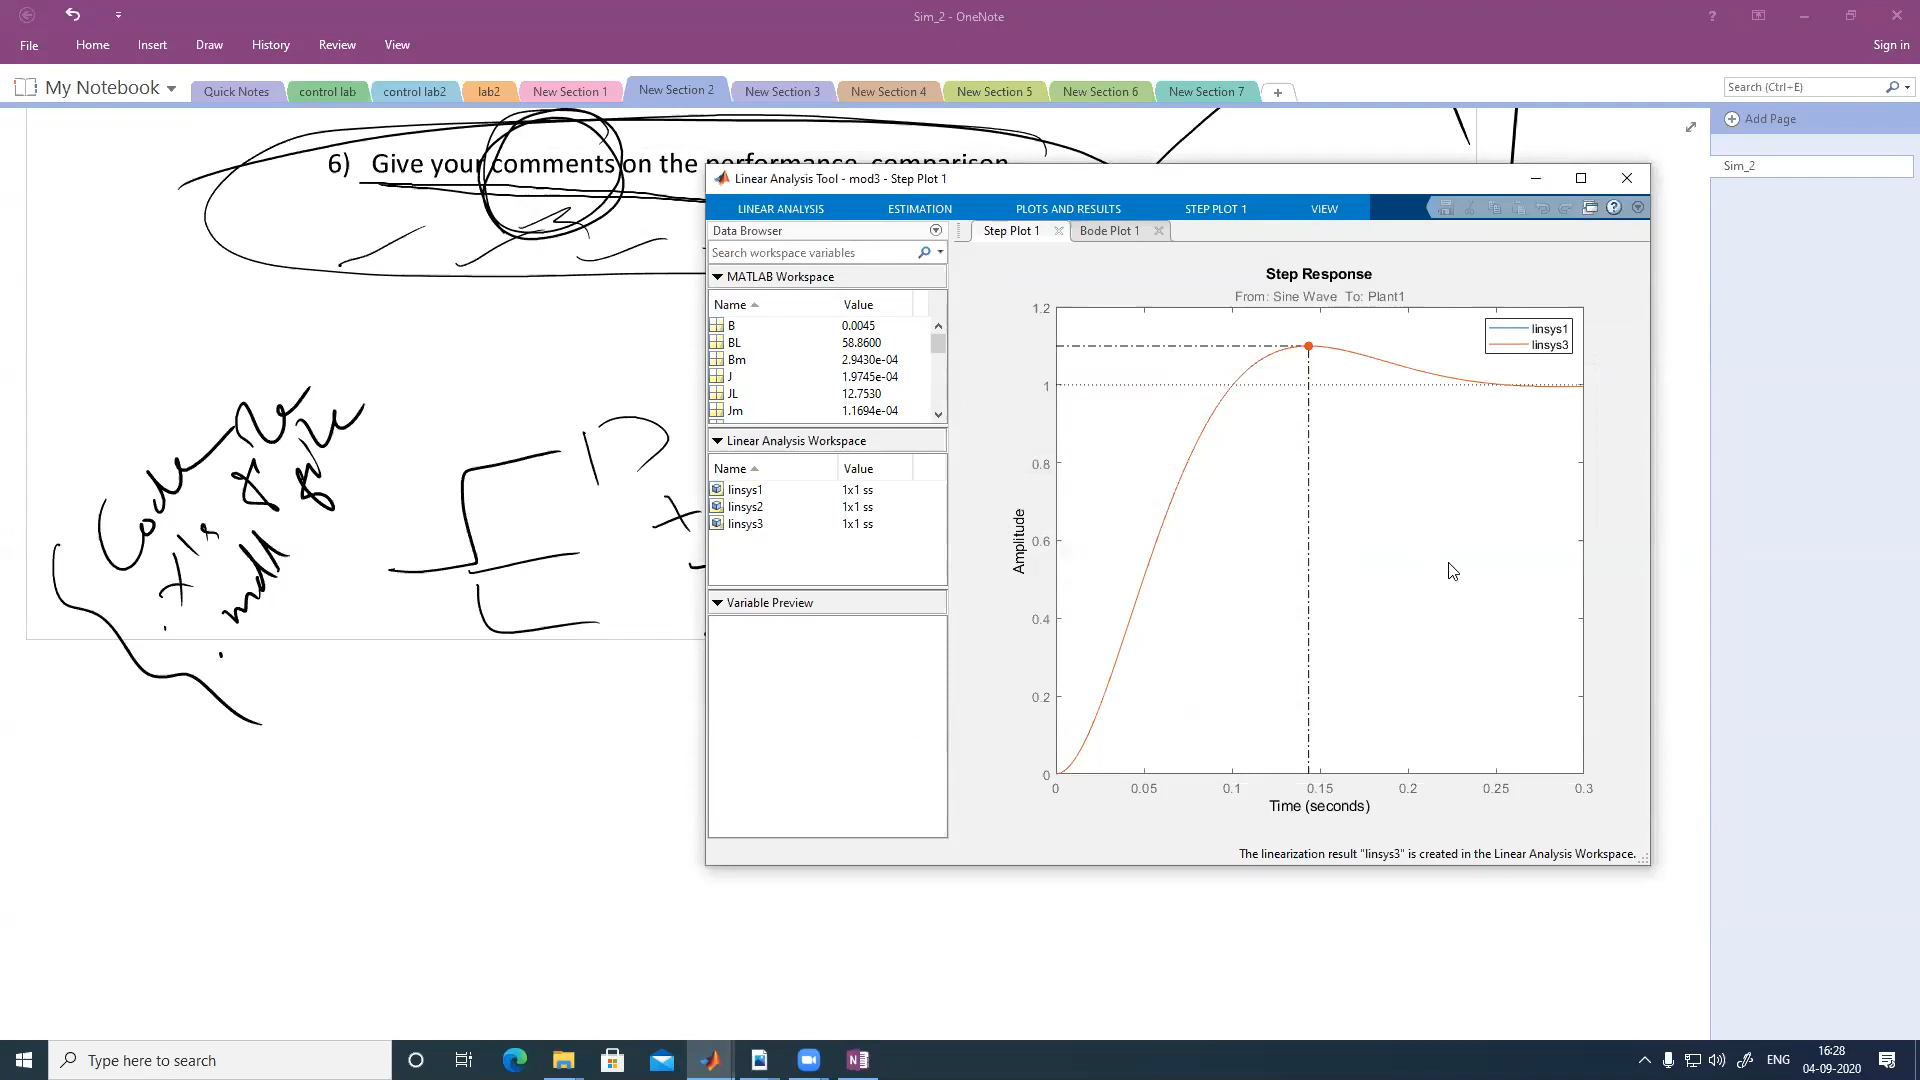 Sim_2 - OneNote
File Home Insert Draw History Review View Sign in
My Notebook Quick Notes control lab control lab2 lab2 New Section 1 New Section 2 New Section 3 New Section 4 New Section 5 New Section 6 New Section 7
Search (Ctrl+E)
Add Page
Sim_2
6) Give your comments on the performance comparison
Linear Analysis Tool - mod3 - Step Plot 1
LINEAR ANALYSIS ESTIMATION PLOTS AND RESULTS STEP PLOT 1 VIEW
Data Browser
Search workspace variables
MATLAB Workspace
Name Value
B 0.0045
BL 58.8600
Bm 2.9430e-04
J 1.9745e-04
JL 12.7530
Jm 1.1694e-04
Linear Analysis Workspace
Name Value
linsys1 1x1 ss
linsys2 1x1 ss
linsys3 1x1 ss
Variable Preview
Step Plot 1 Bode Plot 1
Step Response
From: Sine Wave To: Plant1
linsys1
linsys3
1.2
1
0.8
0.6
0.4
0.2
0
Amplitude
0 0.05 0.1 0.15 0.2 0.25 0.3
Time (seconds)
The linearization result "linsys3" is created in the Linear Analysis Workspace.
Code
Type here to search
ENG
16:28
04-09-2020